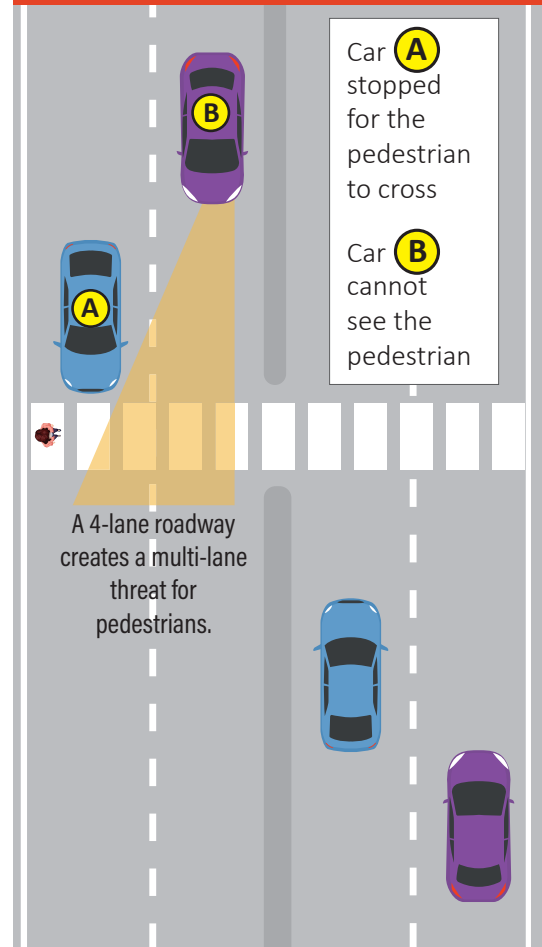 Car A
stopped
for the
pedestrian
to cross
Car B
cannot
see the
pedestrian
B
A
A 4-lane roadway
creates a multi-lane
threat for
pedestrians.